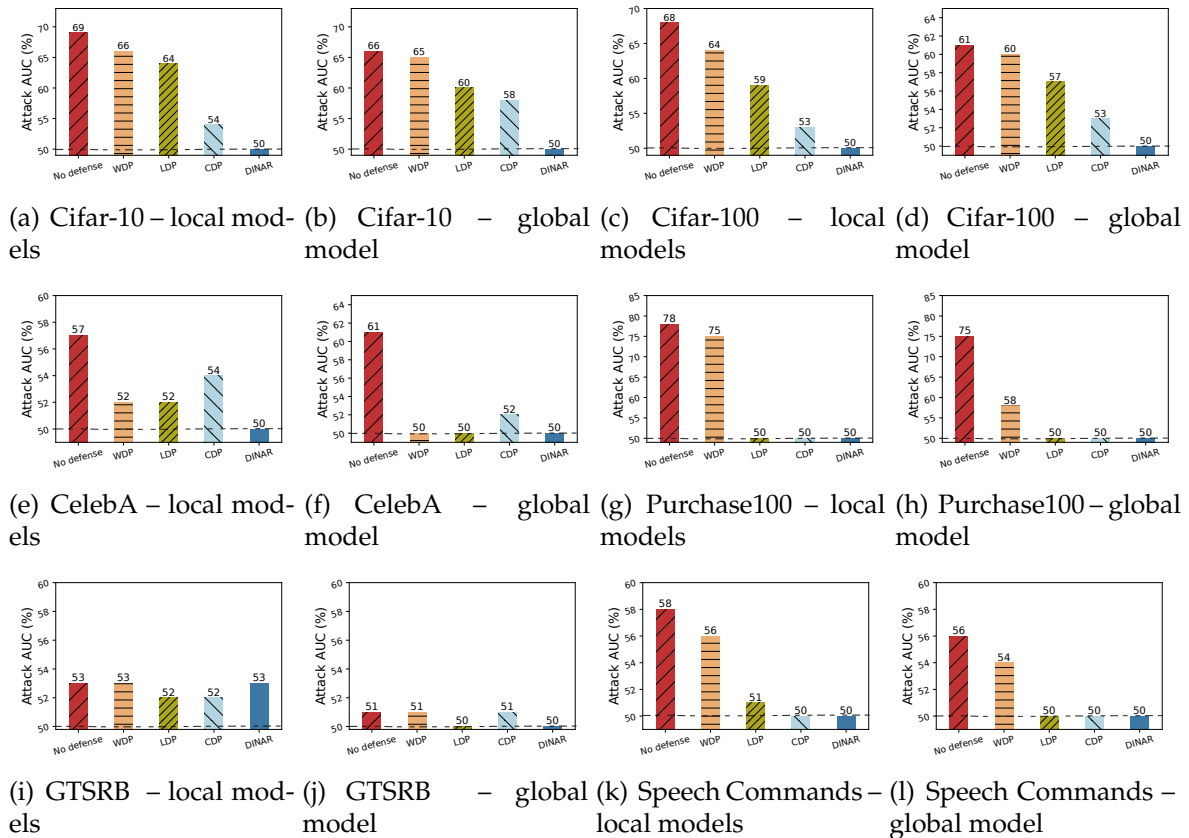 Attack AUC (%)
70
65
60
55
50
69
66
64
54
50
No defense WDP LDP CDP DINAR
(a) Cifar-10 – local mod-
els
Attack AUC (%)
70
65
60
55
50
66
65
60
58
50
No defense WDP LDP CDP DINAR
(b) Cifar-10 – global
model
Attack AUC (%)
65
60
55
50
68
64
59
53
50
No defense WDP LDP CDP DINAR
(c) Cifar-100 – local
models
Attack AUC (%)
64
62
60
58
56
54
52
50
61
60
57
53
50
No defense WDP LDP CDP DINAR
(d) Cifar-100 – global
model
Attack AUC (%)
60
58
56
54
52
50
57
52
52
54
50
No defense WDP LDP CDP DINAR
(e) CelebA – local mod-
els
Attack AUC (%)
64
62
60
58
56
54
52
50
61
50
50
52
50
No defense WDP LDP CDP DINAR
(f) CelebA – global
model
Attack AUC (%)
85
80
75
70
65
60
55
50
78
75
50
50
50
No defense WDP LDP CDP DINAR
(g) Purchase100 – local
models
Attack AUC (%)
85
80
75
70
65
60
55
50
75
58
50
50
50
No defense WDP LDP CDP DINAR
(h) Purchase100 – global
model
Attack AUC (%)
60
58
56
54
52
50
53
53
52
52
53
No defense WDP LDP CDP DINAR
(i) GTSRB – local mod-
els
Attack AUC (%)
60
58
56
54
52
50
51
51
50
51
50
No defense WDP LDP CDP DINAR
(j) GTSRB – global
model
Attack AUC (%)
60
58
56
54
52
50
58
56
51
50
50
No defense WDP LDP CDP DINAR
(k) Speech Commands –
local models
Attack AUC (%)
60
58
56
54
52
50
56
54
50
50
50
No defense WDP LDP CDP DINAR
(l) Speech Commands –
global model